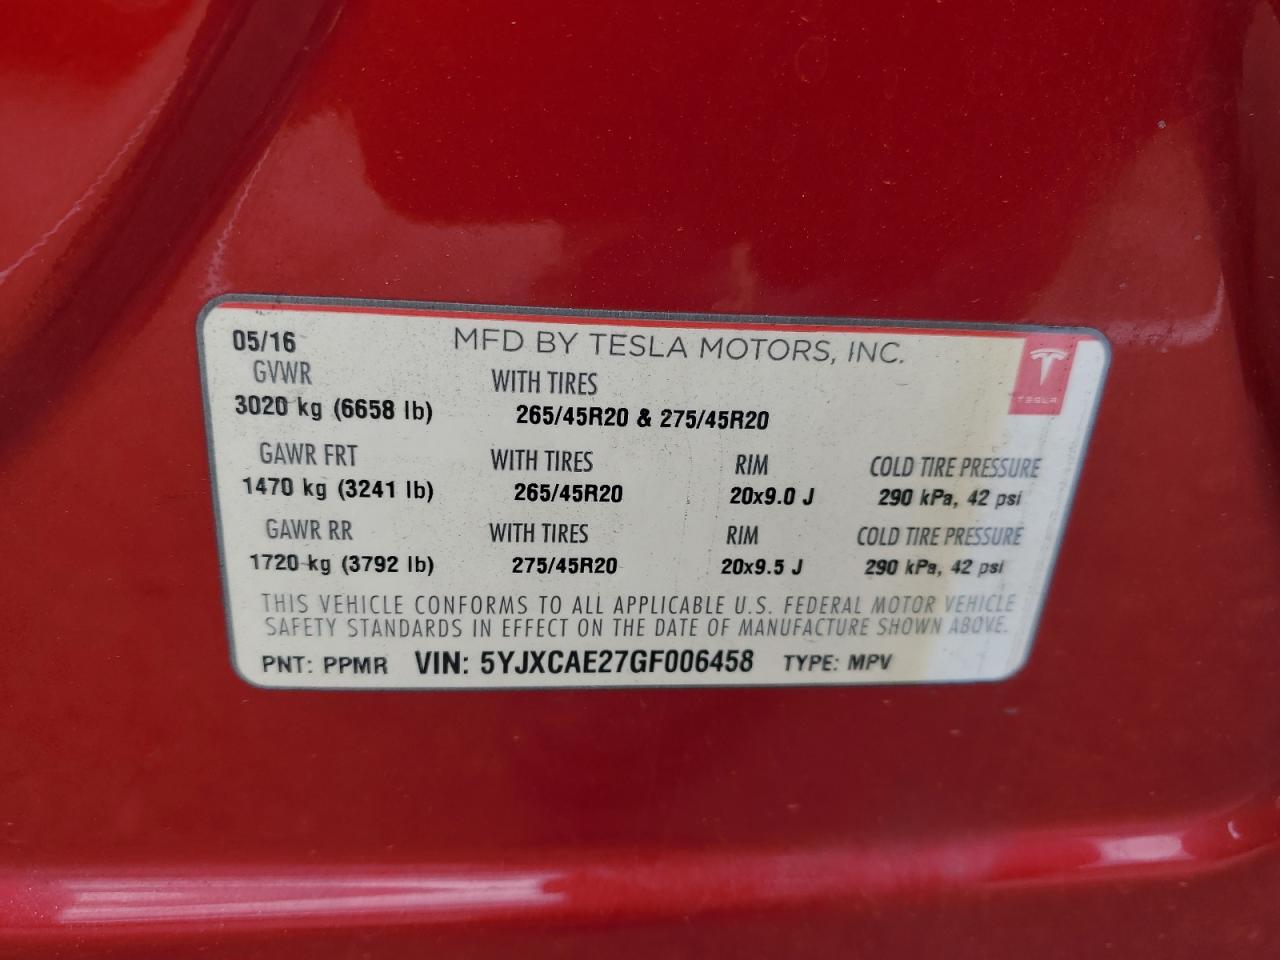 05/16 MFD BY TESLA MOTORS, INC.
GVWR WITH TIRES
3020 kg (6658 lb) 265/45R20 & 275/45R20
TESLA
GAWR FRT WITH TIRES RIM COLD TIRE PRESSURE
1470 kg (3241 lb) 265/45R20 20x9.0 J 290 kPa, 42 psi
GAWR RR WITH TIRES RIM COLD TIRE PRESSURE
1720 kg (3792 lb) 275/45R20 20x9.5 J 290 kPa, 42 psi
THIS VEHICLE CONFORMS TO ALL APPLICABLE U.S. FEDERAL MOTOR VEHICLE
SAFETY STANDARDS IN EFFECT ON THE DATE OF MANUFACTURE SHOWN ABOVE.
PNT: PPMR VIN: 5YJXCAE27GF006458 TYPE: MPV